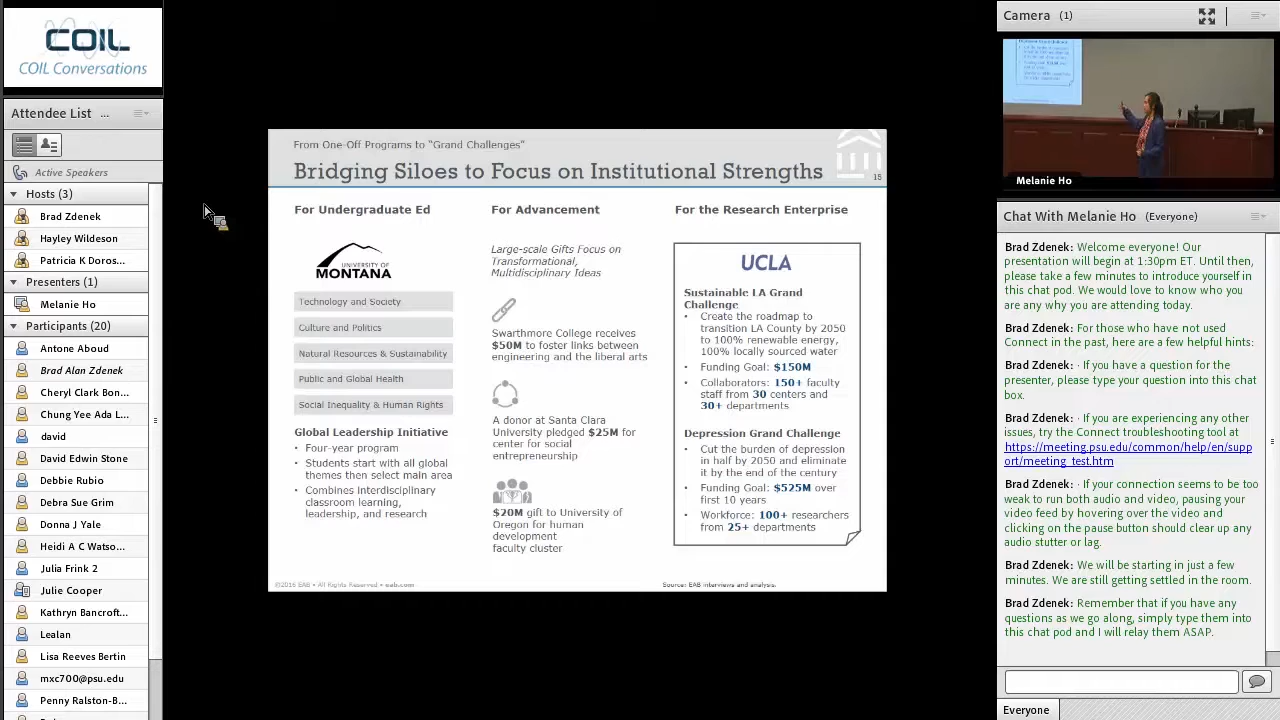 COIL
COIL Conversations
Attendee List ...
Active Speakers
Hosts (3)
Brad Zdenek
Hayley Wildeson
Patricia K Doros...
Presenters (1)
Melanie Ho
Participants (20)
Antone Aboud
Brad Alan Zdenek
Cheryl Clark Bon...
Chung Yee Ada L...
david
David Edwin Stone
Debbie Rubio
Debra Sue Grim
Donna J Yale
Heidi A C Watso...
Julia Frink 2
Julie Cooper
Kathryn Bancroft...
Lealan
Lisa Reeves Bertin
mxc700@psu.edu
Penny Ralston-B...
From One-Off Programs to "Grand Challenges"
Bridging Siloes to Focus on Institutional Strengths
15
For Undergraduate Ed
UNIVERSITY OF
MONTANA
Technology and Society
Culture and Politics
Natural Resources & Sustainability
Public and Global Health
Social Inequality & Human Rights
Global Leadership Initiative
• Four-year program
• Students start with all global
themes then select main area
• Combines interdisciplinary
classroom learning,
leadership, and research
For Advancement
Large-scale Gifts Focus on
Transformational,
Multidisciplinary Ideas
Swarthmore College receives
$50M to foster links between
engineering and the liberal arts
A donor at Santa Clara
University pledged $25M for
center for social
entrepreneurship
$20M gift to University of
Oregon for human
development
faculty cluster
For the Research Enterprise
UCLA
Sustainable LA Grand
Challenge
• Create the roadmap to
transition LA County by 2050
to 100% renewable energy,
100% locally sourced water
• Funding Goal: $150M
• Collaborators: 150+ faculty
staff from 30 centers and
30+ departments
Depression Grand Challenge
• Cut the burden of depression
in half by 2050 and eliminate
it by the end of the century
• Funding Goal: $525M over
first 10 years
• Workforce: 100+ researchers
from 25+ departments
©2016 EAB • All Rights Reserved • eab.com
Source: EAB interviews and analysis.
Camera (1)
Melanie Ho
Chat With Melanie Ho (Everyone)
Brad Zdenek: Welcome everyone! Our
presentation will begin at 1:30pm ET. Until then,
please take a few minutes to introduce yourself in
this chat pod. We would love to know who you
are any why you are attending today.
Brad Zdenek: For those who have not used
Connect in the past, here are a few helpful hints:
Brad Zdenek: · If you have a question for the
presenter, please type your question into this chat
box.
Brad Zdenek: · If you are experiencing any other
issues, try the Connect troubleshooting tool at
https://meeting.psu.edu/common/help/en/supp
ort/meeting_test.htm
Brad Zdenek: · If your connection seems to be too
weak to run both audio and video, pausing your
video feed by hovering over the video and
clicking on the pause button should clear up any
audio stutter or lag.
Brad Zdenek: We will be starting in just a few
minutes. We are still getting settled in the room.
Brad Zdenek: Remember that if you have any
questions as we go along, simply type them into
this chat pod and I will relay them ASAP.
Everyone